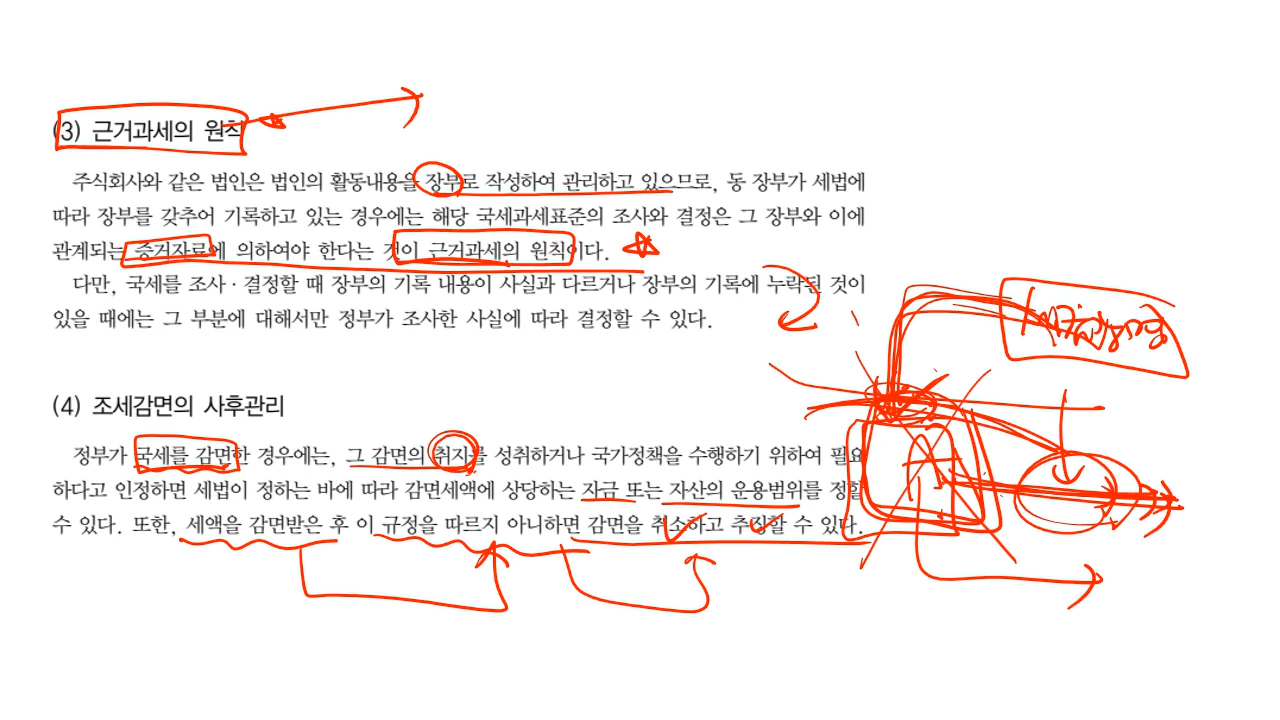 (3) 근거과세의 원칙
주식회사와 같은 법인은 법인의 활동내용을 장부로 작성하여 관리하고 있으므로, 동 장부가 세법에
따라 장부를 갖추어 기록하고 있는 경우에는 해당 국세과세표준의 조사와 결정은 그 장부와 이에
관계되는 증거자료에 의하여야 한다는 것이 근거과세의 원칙이다.
다만, 국세를 조사·결정할 때 장부의 기록 내용이 사실과 다르거나 장부의 기록에 누락된 것이
있을 때에는 그 부분에 대해서만 정부가 조사한 사실에 따라 결정할 수 있다.
(4) 조세감면의 사후관리
정부가 국세를 감면한 경우에는, 그 감면의 취지를 성취하거나 국가정책을 수행하기 위하여 필요
하다고 인정하면 세법이 정하는 바에 따라 감면세액에 상당하는 자금 또는 자산의 운용범위를 정할
수 있다. 또한, 세액을 감면받은 후 이 규정을 따르지 아니하면 감면을 취소하고 추징할 수 있다.